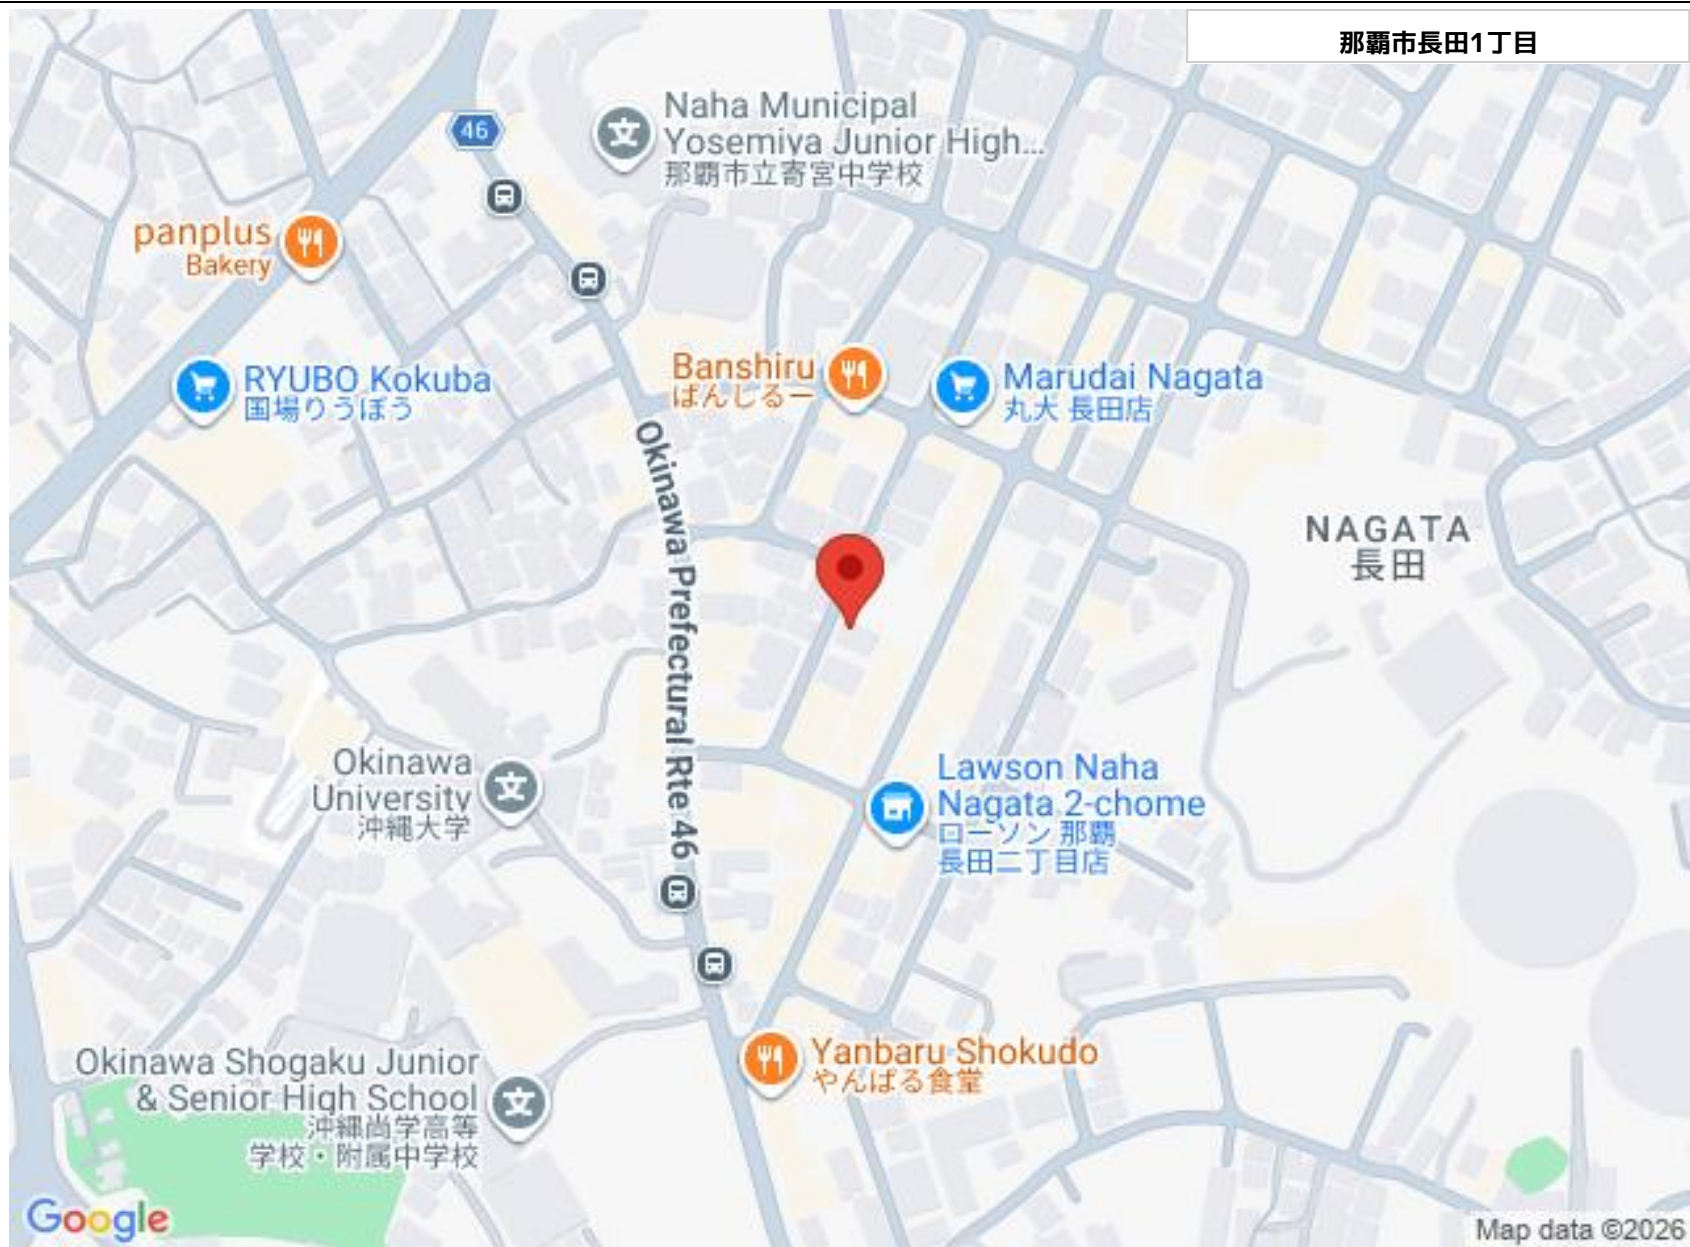 那覇市長田1丁目
Naha Municipal
Yosemiya Junior High...
那覇市立寄宮中学校
46
panplus
Bakery
RYUBO Kokuba
国場りうぼう
Banshiru
ばんしるー
Marudai Nagata
丸大 長田店
Okinawa Prefectural Rte 46
NAGATA
長田
Okinawa
University
沖縄大学
Lawson Naha
Nagata 2-chome
ローソン 那覇
長田二丁目店
Yanbaru Shokudo
やんばる食堂
Okinawa Shogaku Junior
& Senior High School
沖縄尚学高等
学校・附属中学校
Google
Map data ©2026